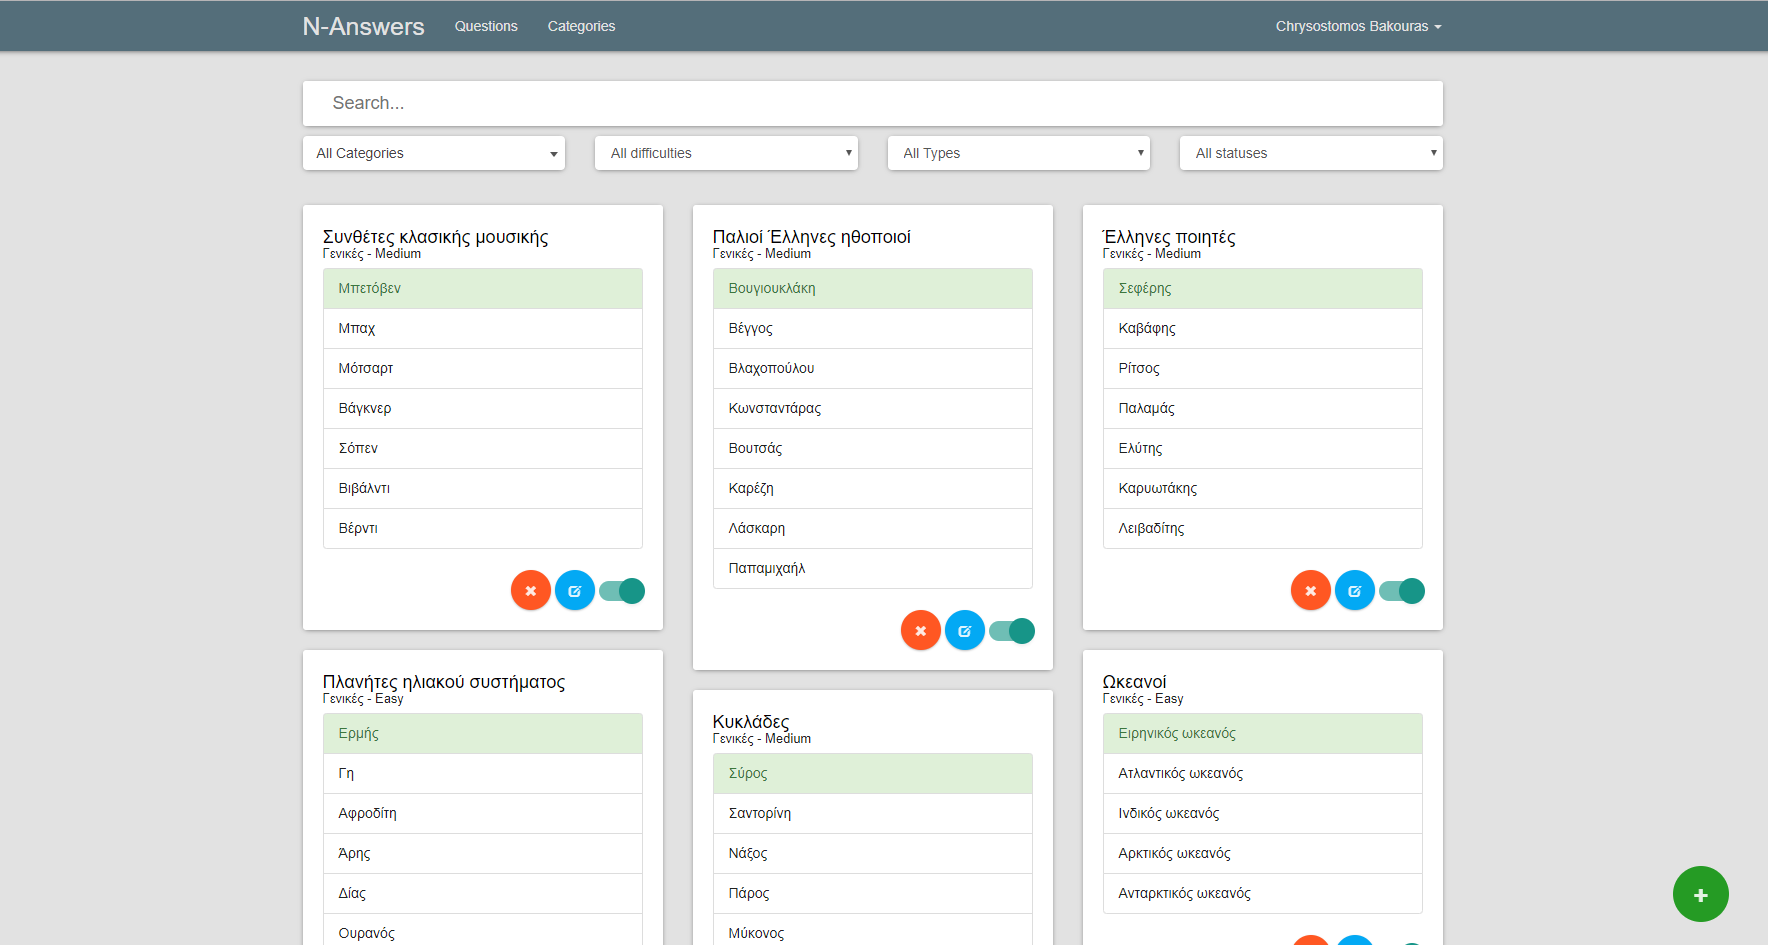 N-Answers Questions Categories Chrysostomos Bakouras
Search...
All Categories All difficulties All Types All statuses
Συνθέτες κλασικής μουσικής
Γενικές - Medium
Μπετόβεν
Μπαχ
Μότσαρτ
Βάγκνερ
Σόπεν
Βιβάλντι
Βέρντι
Παλιοί Έλληνες ηθοποιοί
Γενικές - Medium
Βουγιουκλάκη
Βέγγος
Βλαχοπούλου
Κωνσταντάρας
Βουτσάς
Καρέζη
Λάσκαρη
Παπαμιχαήλ
Έλληνες ποιητές
Γενικές - Medium
Σεφέρης
Καβάφης
Ρίτσος
Παλαμάς
Ελύτης
Καρυωτάκης
Λειβαδίτης
Πλανήτες ηλιακού συστήματος
Γενικές - Easy
Ερμής
Γη
Αφροδίτη
Άρης
Δίας
Ουρανός
Κυκλάδες
Γενικές - Medium
Σύρος
Σαντορίνη
Νάξος
Πάρος
Μύκονος
Ωκεανοί
Γενικές - Easy
Ειρηνικός ωκεανός
Ατλαντικός ωκεανός
Ινδικός ωκεανός
Αρκτικός ωκεανός
Ανταρκτικός ωκεανός